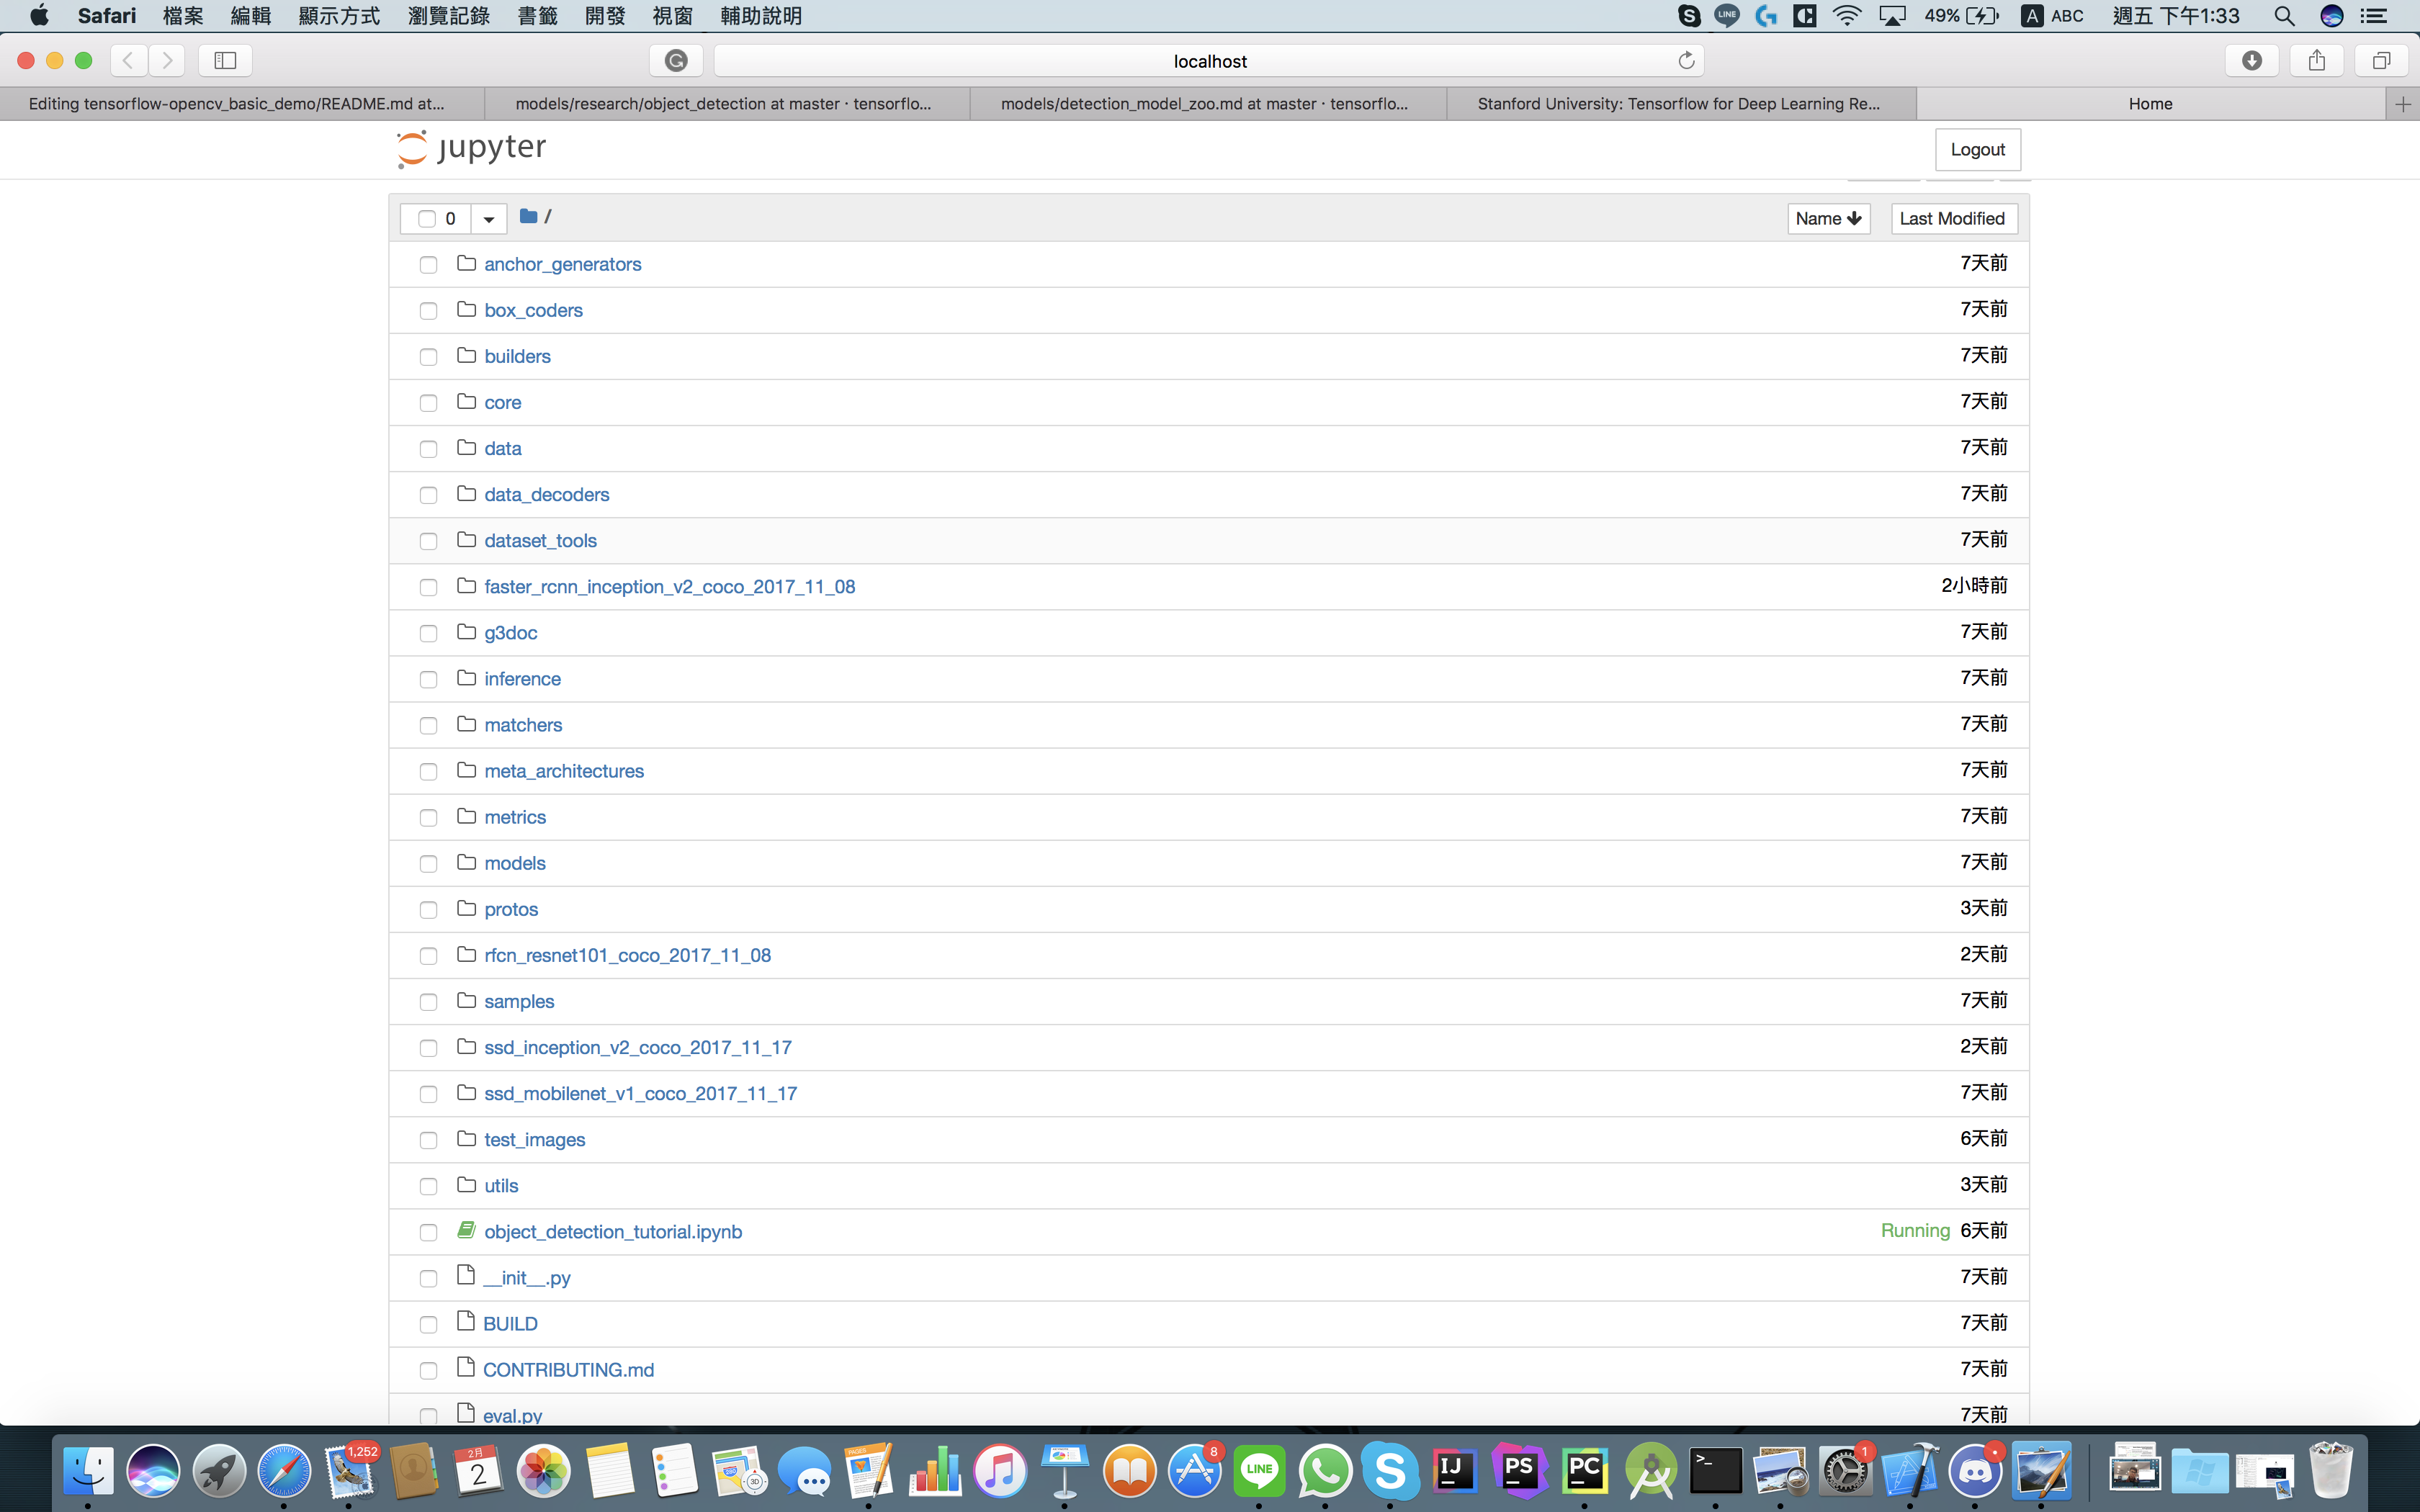 Safari 檔案 編輯 顯示方式 瀏覽記錄 書籤 開發 視窗 輔助說明 LINE 49% A ABC 週五 下午1:33
localhost
Editing tensorflow-opencv_basic_demo/README.md at... models/research/object_detection at master · tensorflo... models/detection_model_zoo.md at master · tensorflo... Stanford University: Tensorflow for Deep Learning Re... Home
jupyter Logout
0 / Name Last Modified
anchor_generators 7天前
box_coders 7天前
builders 7天前
core 7天前
data 7天前
data_decoders 7天前
dataset_tools 7天前
faster_rcnn_inception_v2_coco_2017_11_08 2小時前
g3doc 7天前
inference 7天前
matchers 7天前
meta_architectures 7天前
metrics 7天前
models 7天前
protos 3天前
rfcn_resnet101_coco_2017_11_08 2天前
samples 7天前
ssd_inception_v2_coco_2017_11_17 2天前
ssd_mobilenet_v1_coco_2017_11_17 7天前
test_images 6天前
utils 3天前
object_detection_tutorial.ipynb Running 6天前
__init__.py 7天前
BUILD 7天前
CONTRIBUTING.md 7天前
eval.py 7天前
1,252 2月 2 PAGES 3D 8 LINE IJ PS PC >_ 1